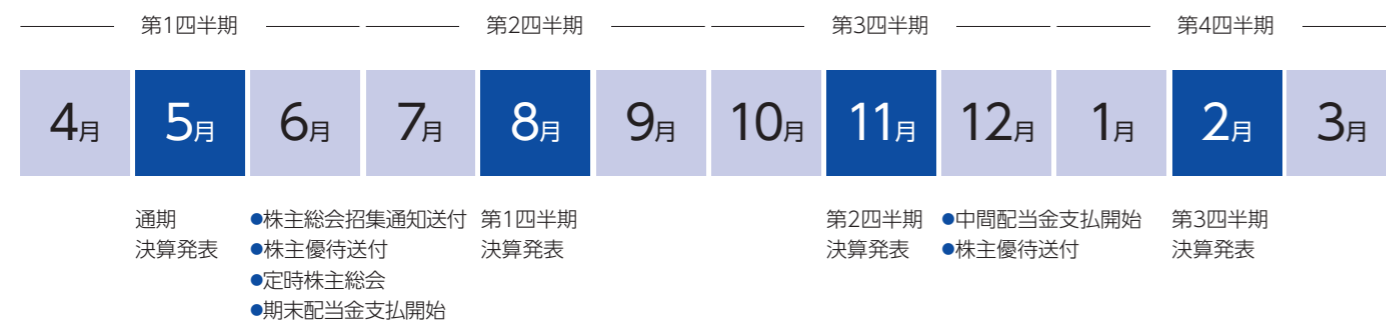 第1四半期
第2四半期
第3四半期
第4四半期
4月
5月
6月
7月
8月
9月
10月
11月
12月
1月
2月
3月
通期
決算発表
●株主総会招集通知送付
●株主優待送付
●定時株主総会
●期末配当金支払開始
第1四半期
決算発表
第2四半期
決算発表
●中間配当金支払開始
●株主優待送付
第3四半期
決算発表